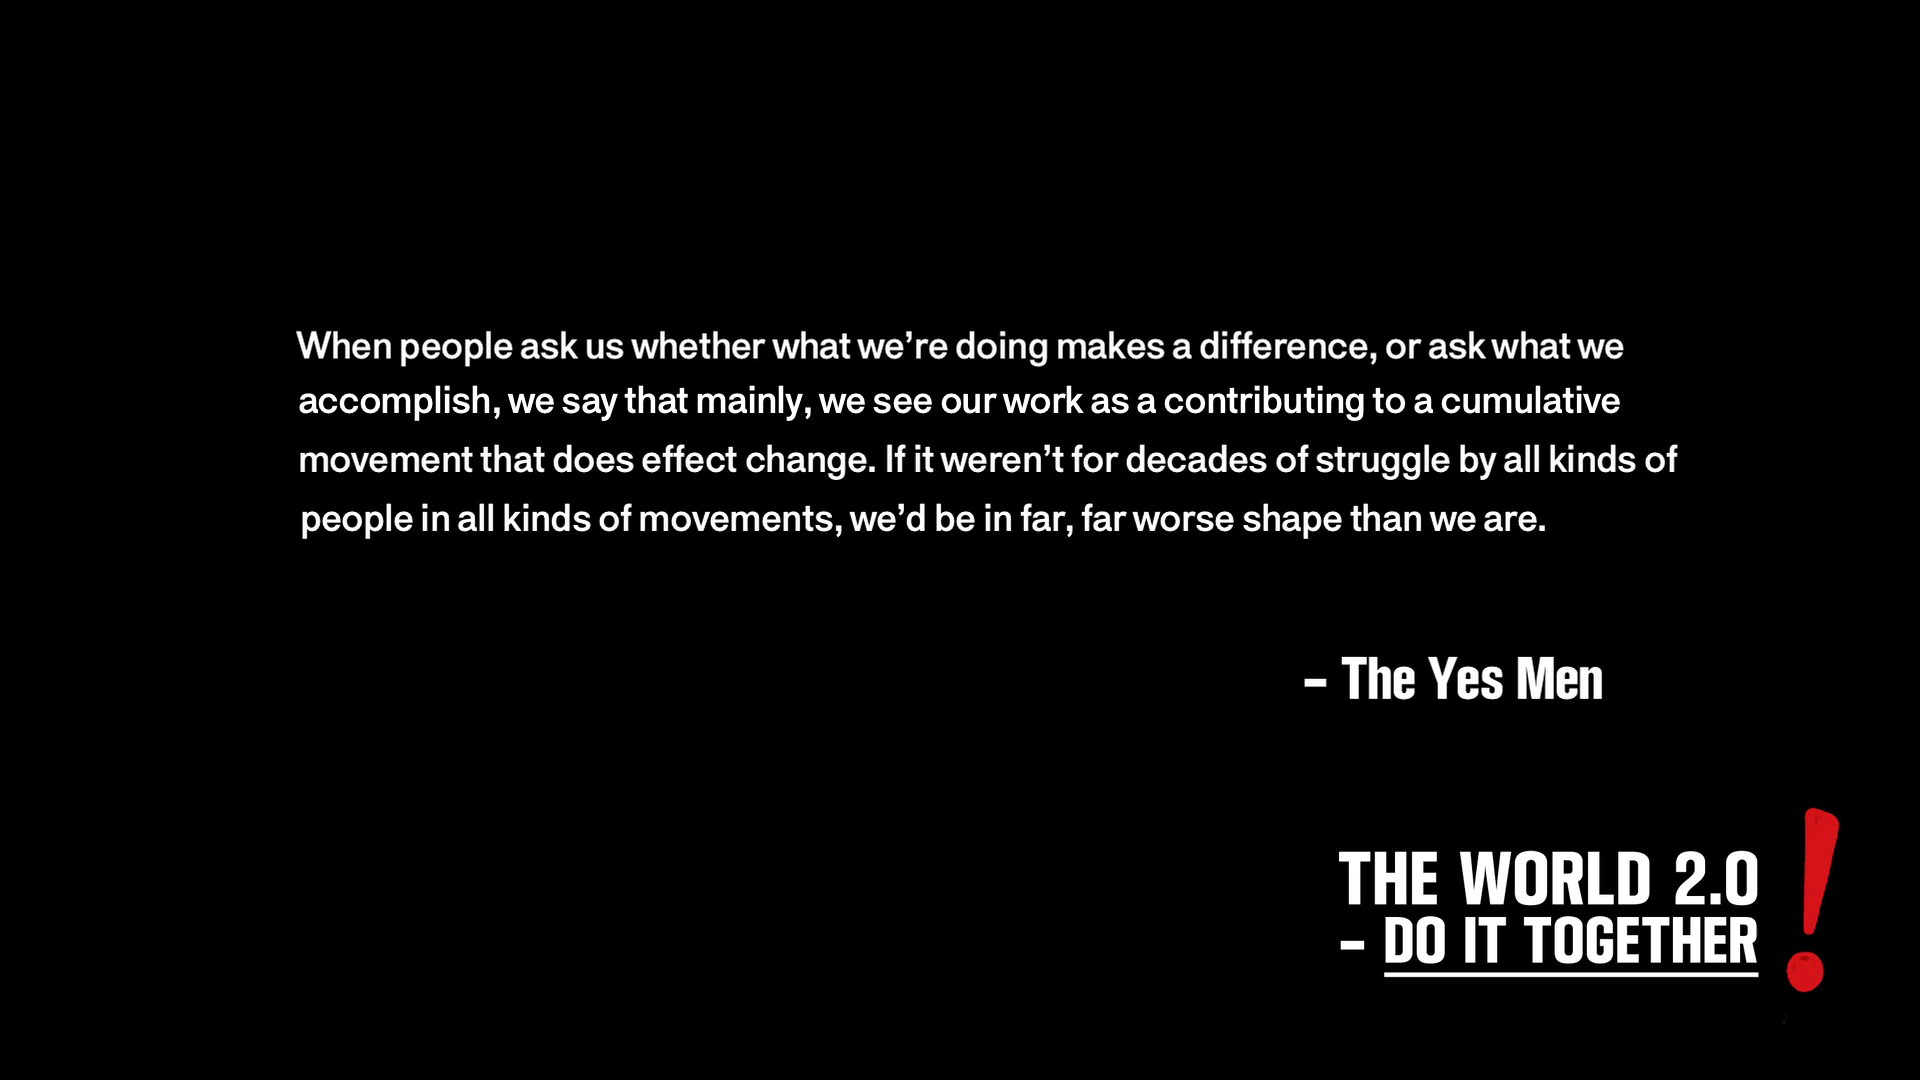 When people ask us whether what we’re doing makes a difference, or ask what we
accomplish, we say that mainly, we see our work as a contributing to a cumulative
movement that does effect change. If it weren’t for decades of struggle by all kinds of
people in all kinds of movements, we’d be in far, far worse shape than we are.
– The Yes Men
THE WORLD 2.0
– DO IT TOGETHER !